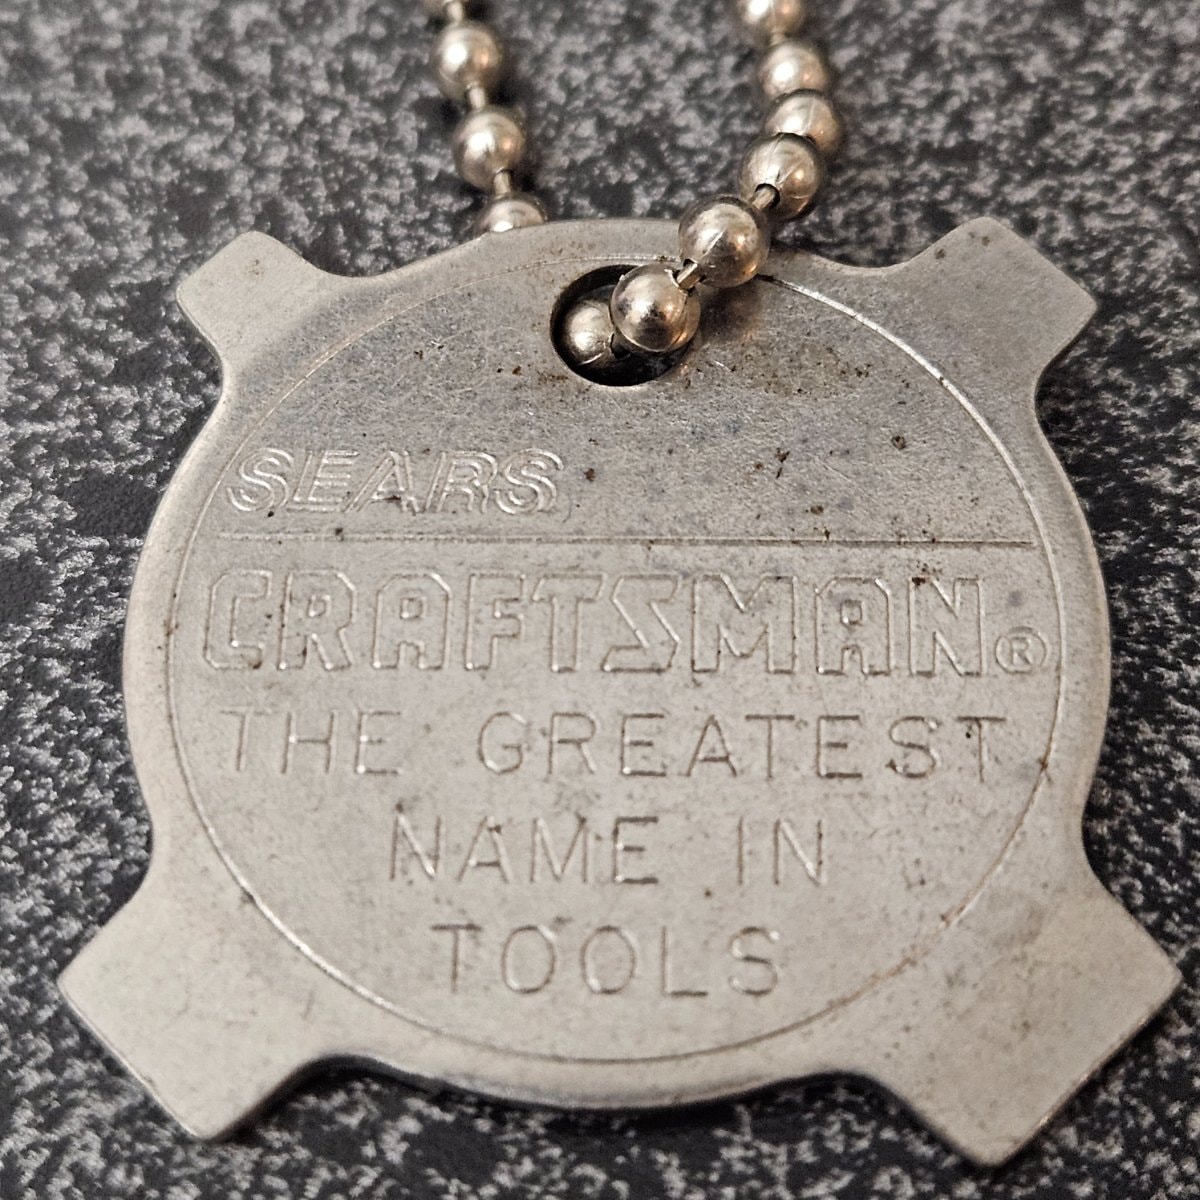 SEARS
CRAFTSMAN®
THE GREATEST
NAME IN
TOOLS